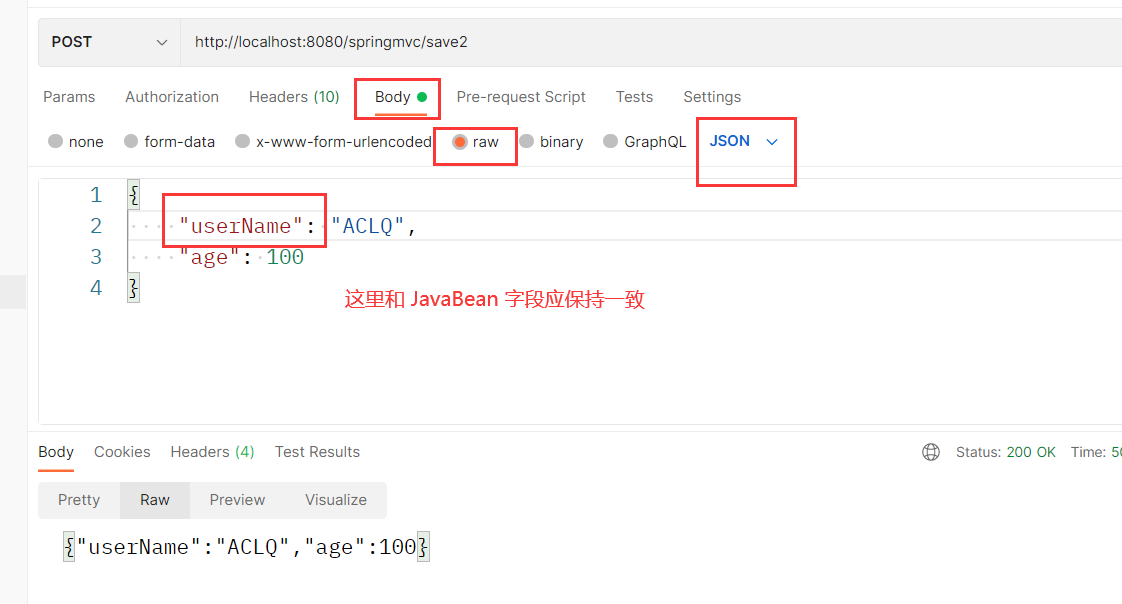 POST http://localhost:8080/springmvc/save2
Params Authorization Headers (10) Body Pre-request Script Tests Settings
none form-data x-www-form-urlencoded raw binary GraphQL JSON
1 {
2 "userName": "ACLQ",
3 "age": 100
4 }
这里和 JavaBean 字段应保持一致
Body Cookies Headers (4) Test Results Status: 200 OK Time:
Pretty Raw Preview Visualize
{"userName":"ACLQ","age":100}